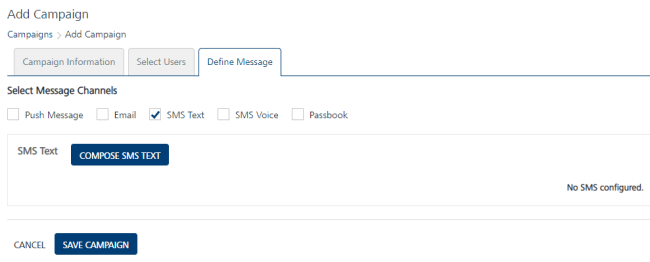 Add Campaign
Campaigns > Add Campaign
Campaign Information Select Users Define Message
Select Message Channels
Push Message Email SMS Text SMS Voice Passbook
SMS Text COMPOSE SMS TEXT
No SMS configured.
CANCEL SAVE CAMPAIGN